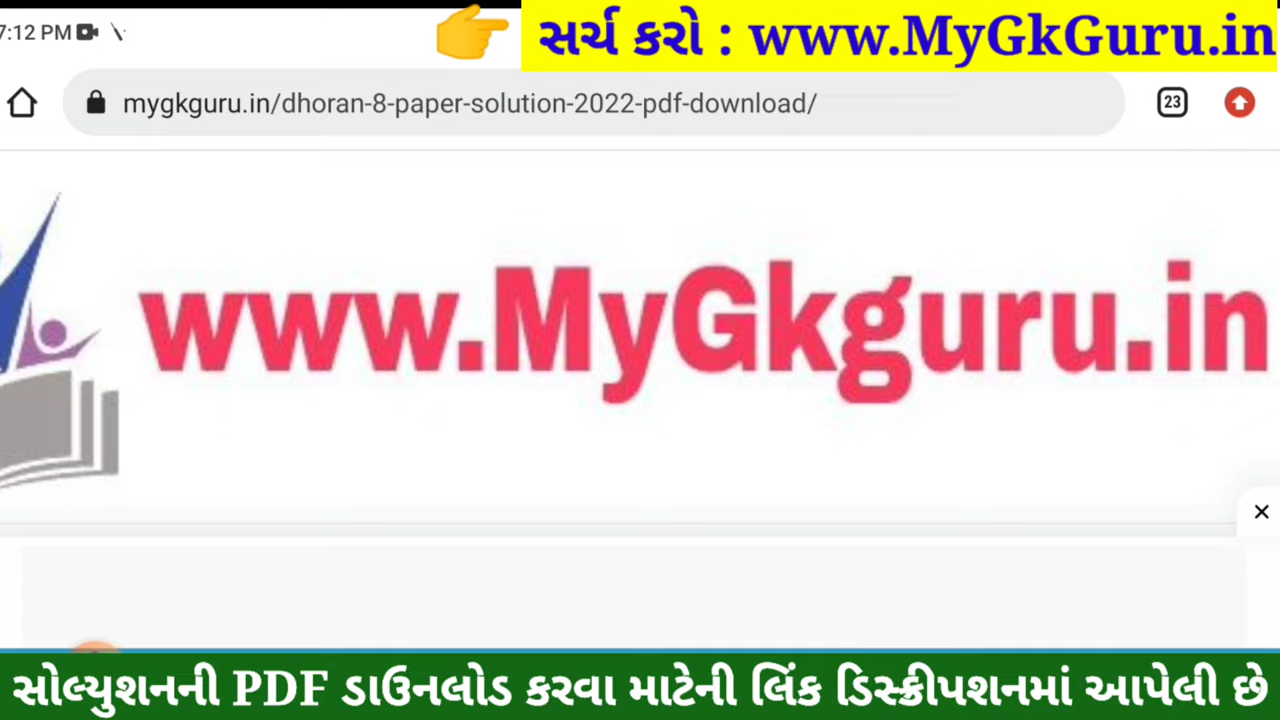 7:12 PM
👉 સર્ચ કરો : www.MyGkGuru.in
mygkguru.in/dhoran-8-paper-solution-2022-pdf-download/
23
www.MyGkguru.in
×
સોલ્યુશનની PDF ડાઉનલોડ કરવા માટેની લિંક ડિસ્ક્રીપશનમાં આપેલી છે